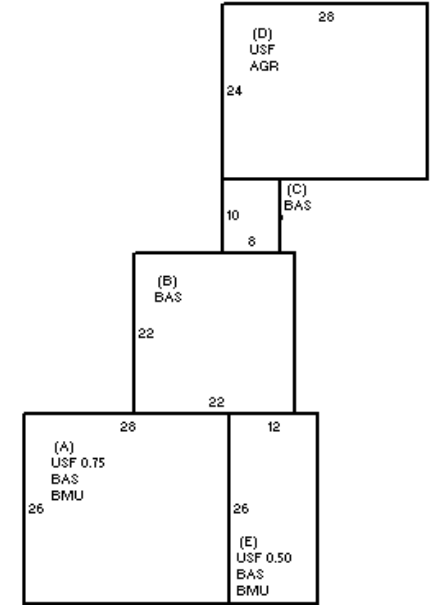 28
(D)
USF
AGR
24
(C)
BAS
10
8
(B)
BAS
22
22
28
12
(A)
USF 0.75
BAS
BMU
26
26
(E)
USF 0.50
BAS
BMU